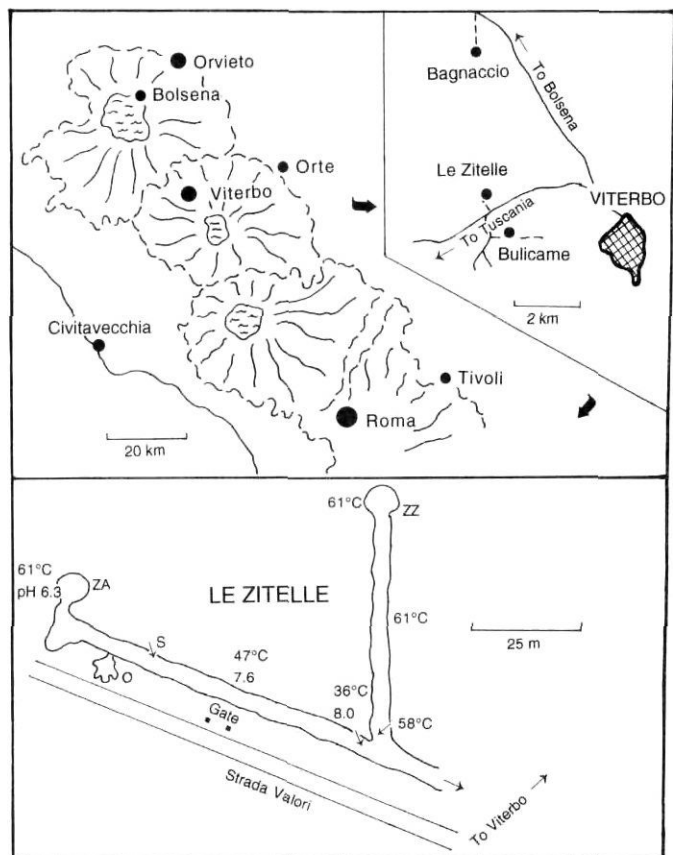 Orvieto
Bolsena
Orte
Viterbo
Civitavecchia
Tivoli
Roma
20 km
Bagnaccio
To Bolsena
Le Zitelle
VITERBO
To Tuscania
Bulicame
2 km
61°C
ZZ
61°C
pH 6.3
ZA
LE ZITELLE
S
61°C
25 m
47°C
7.6
O
36°C
8.0
58°C
Gate
Strada Valori
To Viterbo